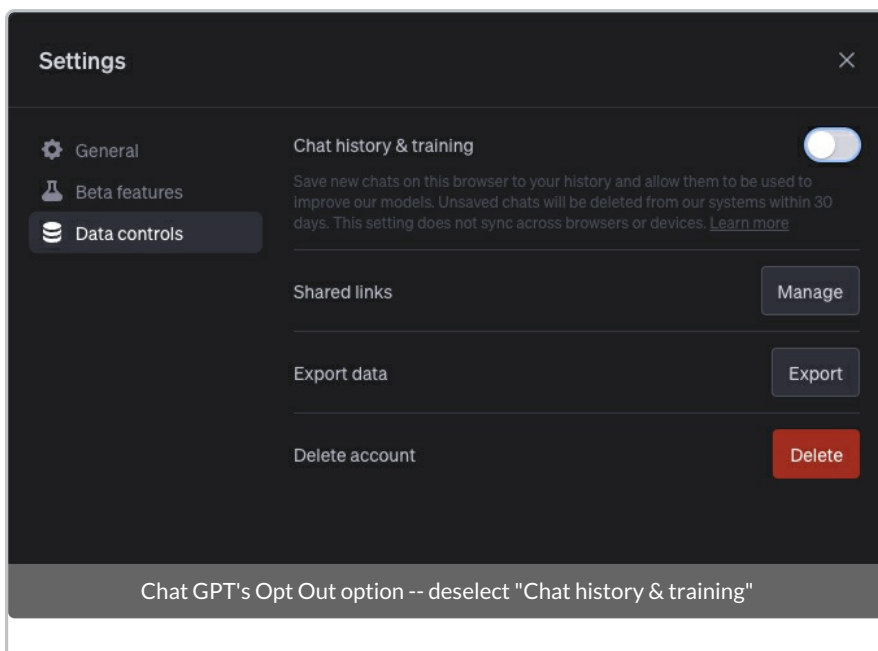 Settings
General
Beta features
Data controls
Chat history & training
Save new chats on this browser to your history and allow them to be used to
improve our models. Unsaved chats will be deleted from our systems within 30
days. This setting does not sync across browsers or devices. Learn more
Shared links
Manage
Export data
Export
Delete account
Delete
Chat GPT's Opt Out option -- deselect "Chat history & training"